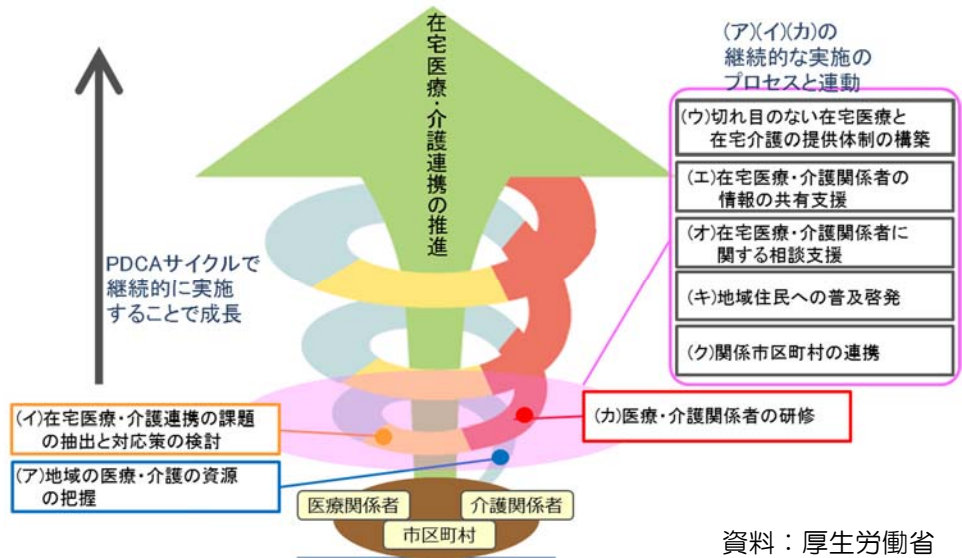 在宅医療・介護連携の推進
(ア)(イ)(カ)の
継続的な実施の
プロセスと連動
(ウ)切れ目のない在宅医療と
在宅介護の提供体制の構築
(エ)在宅医療・介護関係者の
情報の共有支援
(オ)在宅医療・介護関係者に
関する相談支援
(キ)地域住民への普及啓発
(ク)関係市区町村の連携
PDCAサイクルで
継続的に実施
することで成長
(イ)在宅医療・介護連携の課題
の抽出と対応策の検討
(カ)医療・介護関係者の研修
(ア)地域の医療・介護の資源
の把握
医療関係者
介護関係者
市区町村
資料：厚生労働省